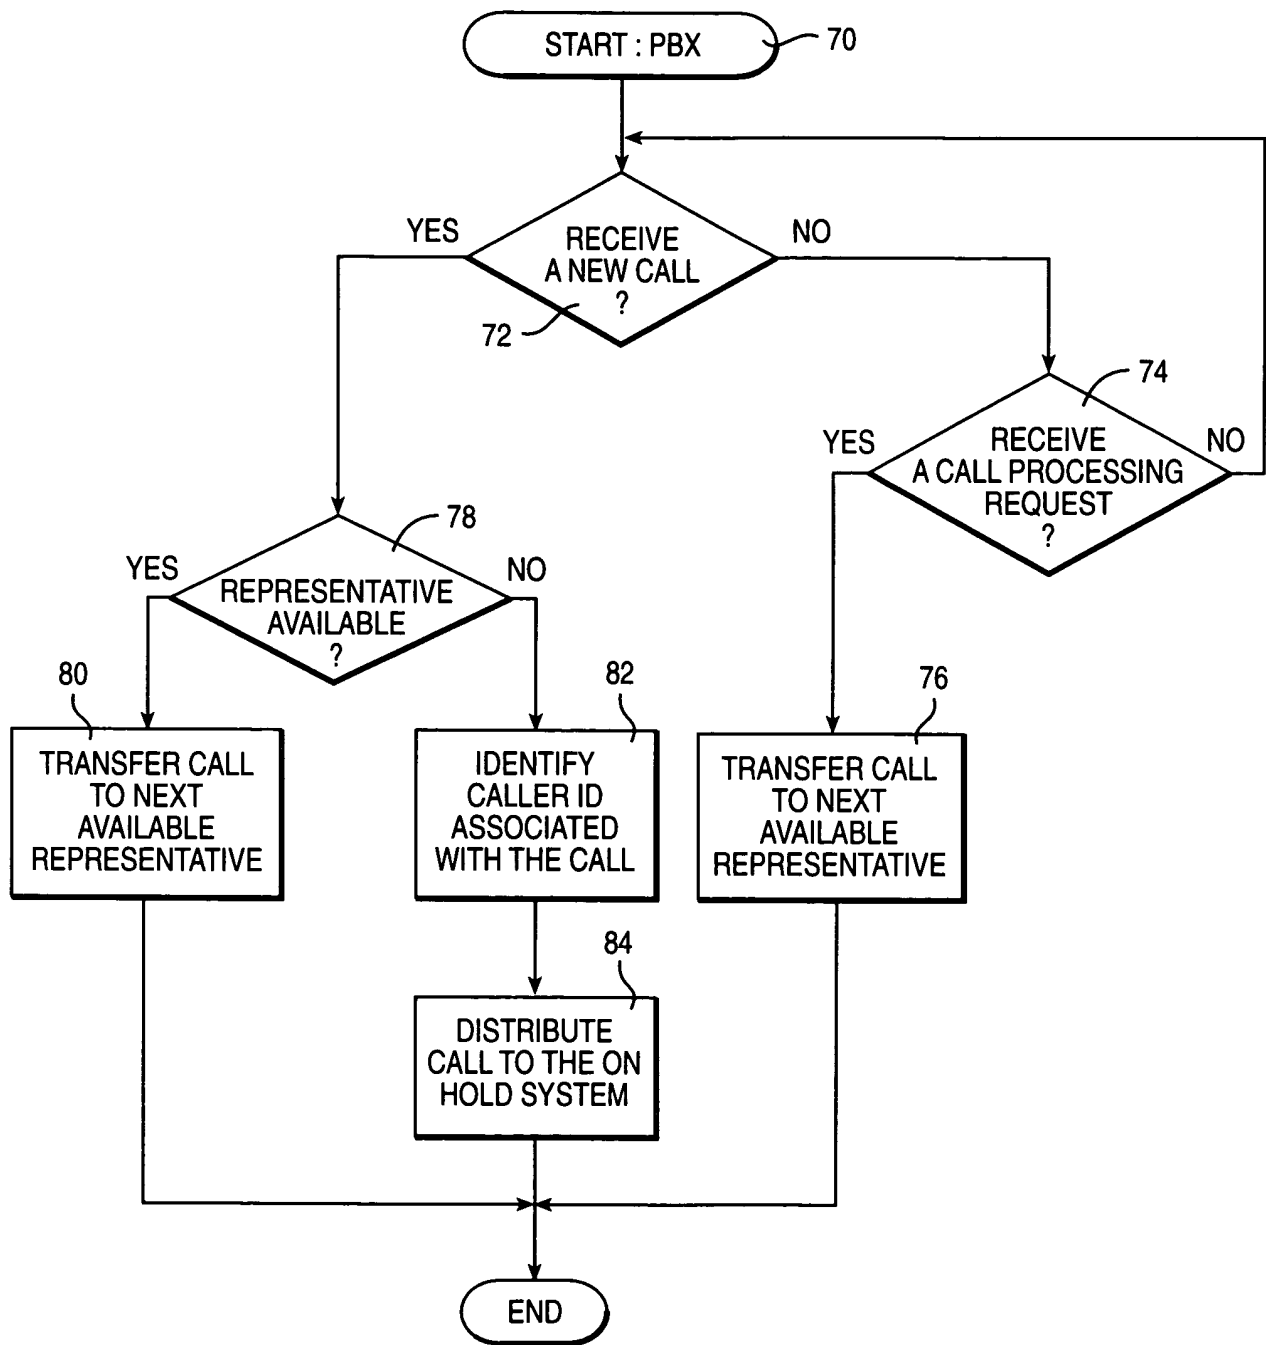 START : PBX
70
YES
RECEIVE
A NEW CALL
?
NO
72
74
YES
RECEIVE
A CALL PROCESSING
REQUEST
?
NO
78
YES
REPRESENTATIVE
AVAILABLE
?
NO
80
TRANSFER CALL
TO NEXT
AVAILABLE
REPRESENTATIVE
82
IDENTIFY
CALLER ID
ASSOCIATED
WITH THE CALL
76
TRANSFER CALL
TO NEXT
AVAILABLE
REPRESENTATIVE
84
DISTRIBUTE
CALL TO THE ON
HOLD SYSTEM
END